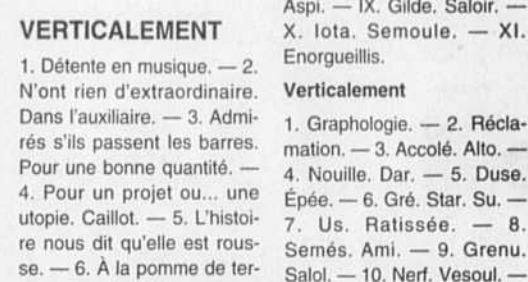 VERTICALEMENT
1. Détente en musique. — 2.
N'ont rien d'extraordinaire.
Dans l'auxiliaire. — 3. Admi-
rés s'ils passent les barres.
Pour une bonne quantité. —
4. Pour un projet ou... une
utopie. Caillot. — 5. L'histoi-
re nous dit qu'elle est rous-
se. — 6. À la pomme de ter-
Aspi. — IX. Gilde. Saloir. —
X. Iota. Semoule. — XI.
Enorgueillis.
Verticalement
1. Graphologie. — 2. Récla-
mation. — 3. Accolé. Alto. —
4. Nouille. Dar. — 5. Duse.
Épée. — 6. Gré. Star. Su. —
7. Us. Ratissée. — 8.
Semés. Ami. — 9. Grenu.
Salol. — 10. Nerf. Vesoul. —